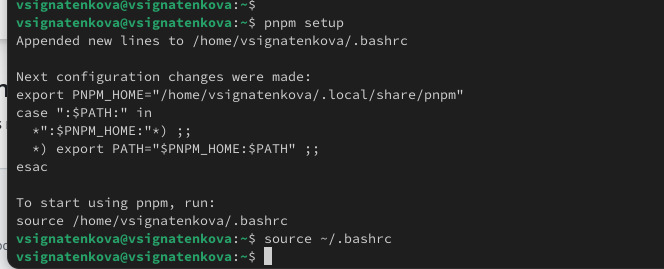 vsignatenkova@vsignatenkova:~$
vsignatenkova@vsignatenkova:~$ pnpm setup
Appended new lines to /home/vsignatenkova/.bashrc

Next configuration changes were made:
export PNPM_HOME="/home/vsignatenkova/.local/share/pnpm"
case ":$PATH:" in
  *":$PNPM_HOME:"*) ;;
  *) export PATH="$PNPM_HOME:$PATH" ;;
esac

To start using pnpm, run:
source /home/vsignatenkova/.bashrc
vsignatenkova@vsignatenkova:~$ source ~/.bashrc
vsignatenkova@vsignatenkova:~$